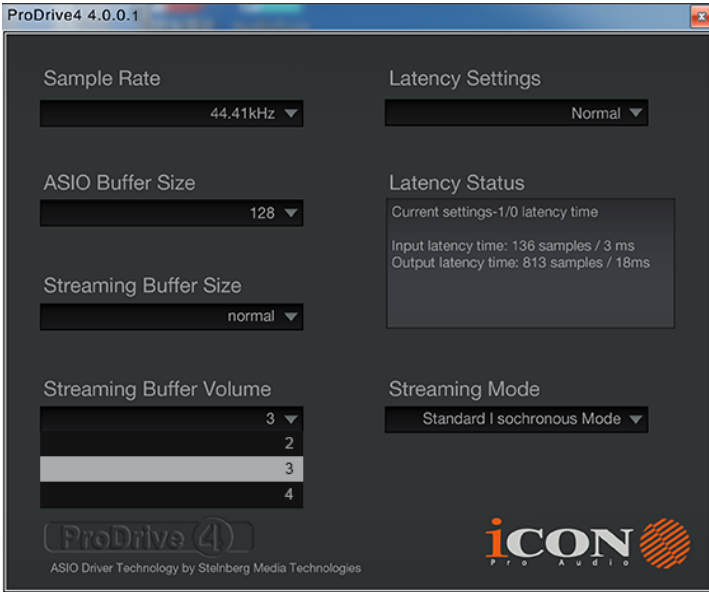 ProDrive4 4.0.0.1
Sample Rate
44.41kHz
ASIO Buffer Size
128
Streaming Buffer Size
normal
Streaming Buffer Volume
3
2
3
4
Latency Settings
Normal
Latency Status
Current settings-1/0 latency time
Input latency time: 136 samples / 3 ms
Output latency time: 813 samples / 18ms
Streaming Mode
Standard I sochronous Mode
ProDrive 4
ASIO Driver Technology by Stelnberg Media Technologies
iCON
Pro Audio